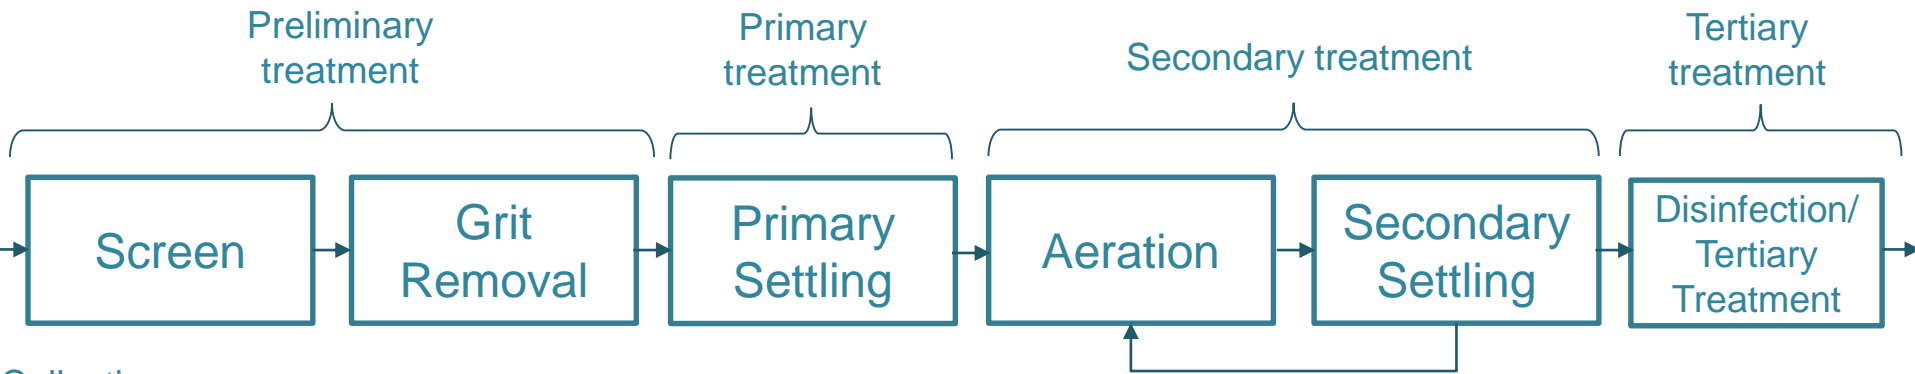 Preliminary
treatment
Primary
treatment
Secondary treatment
Tertiary
treatment
Screen
Grit
Removal
Primary
Settling
Aeration
Secondary
Settling
Disinfection/
Tertiary
Treatment